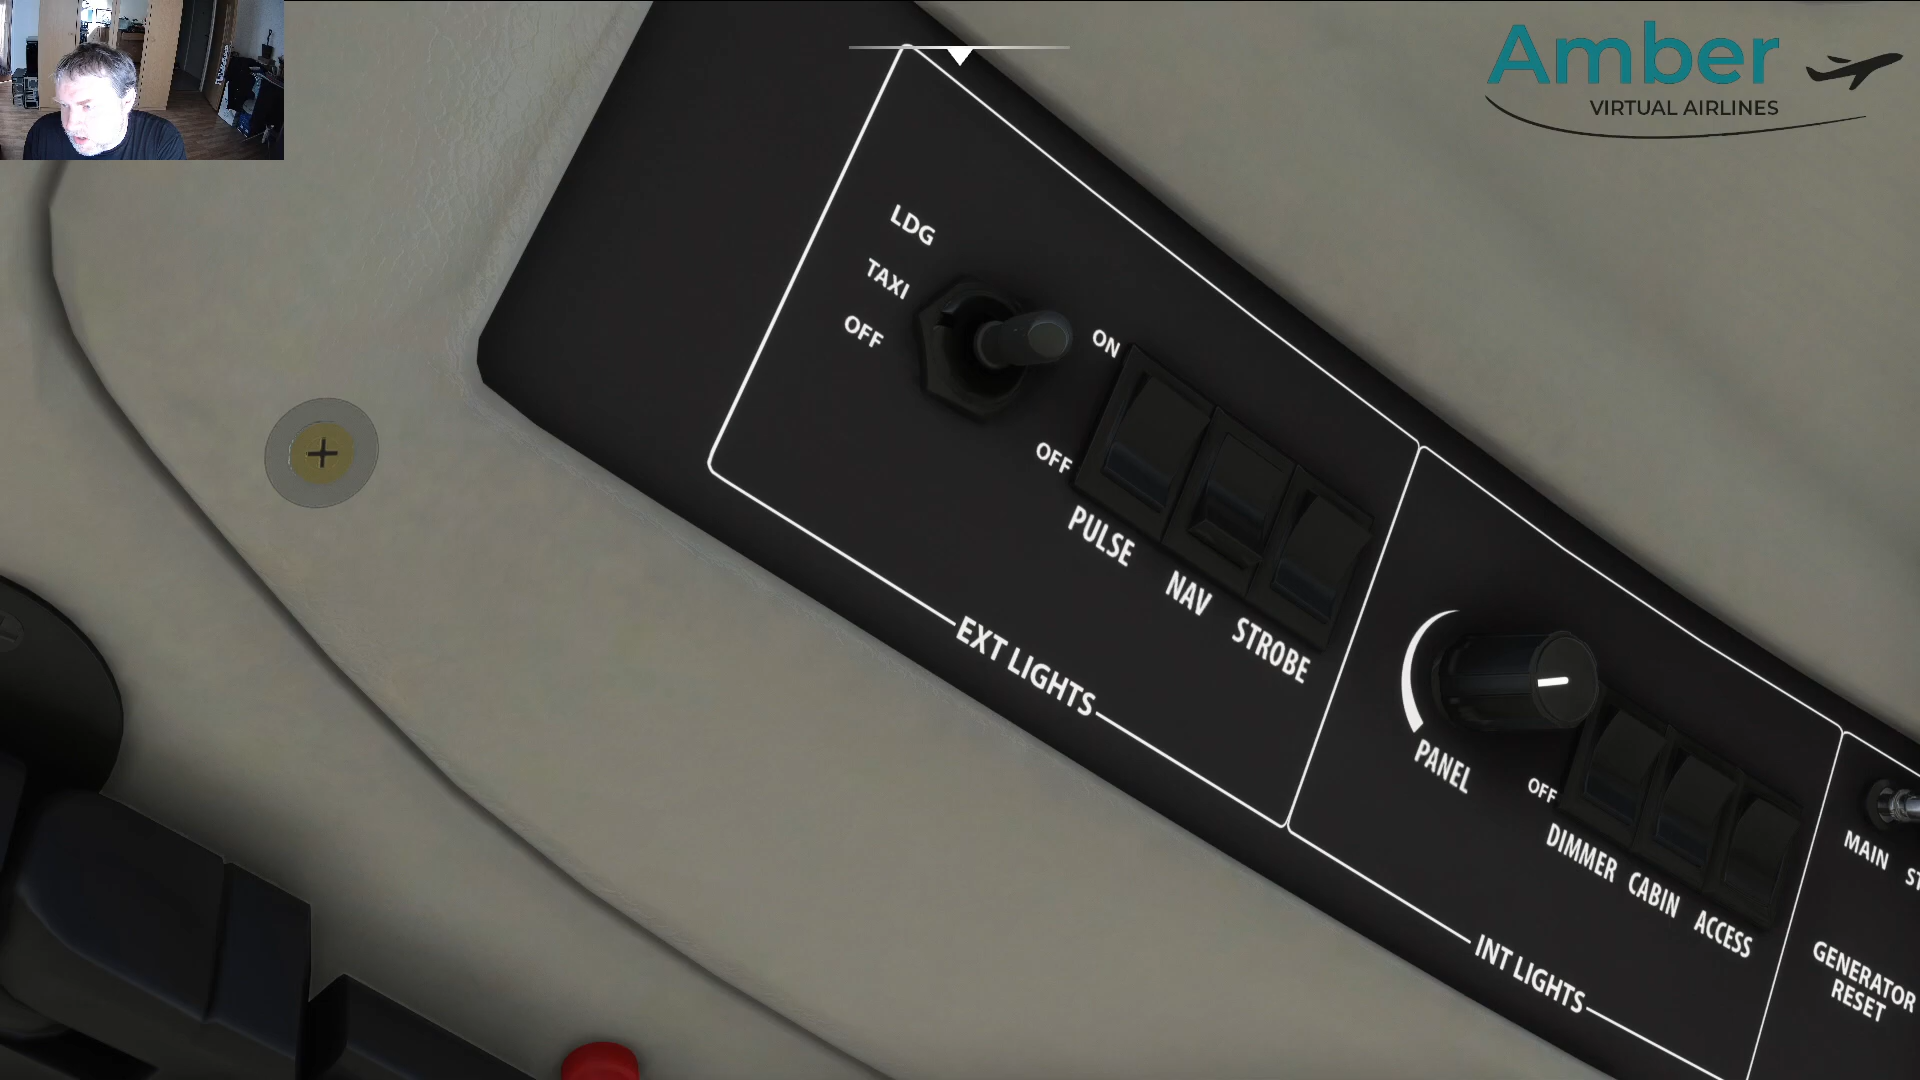 Amber
VIRTUAL AIRLINES
LDG
TAXI
OFF
ON
OFF
PULSE
NAV
STROBE
EXT LIGHTS
PANEL
OFF
DIMMER
CABIN
ACCESS
INT LIGHTS
MAIN
GENERATOR
RESET